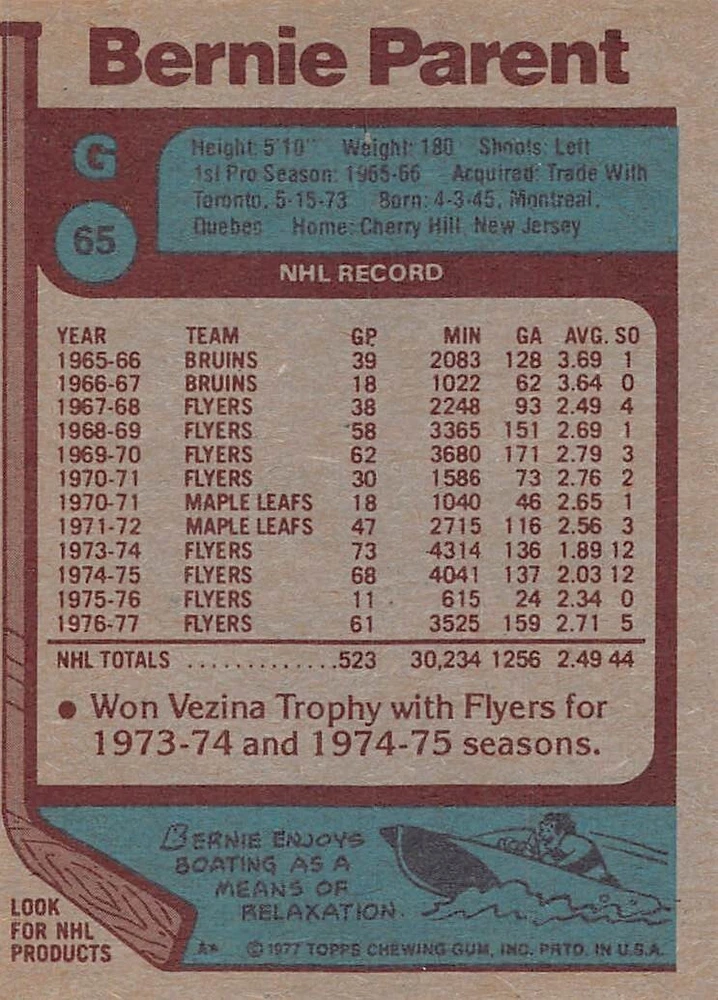 Bernie Parent
G
Height: 5'10" Weight: 180 Shoots: Left
1st Pro Season: 1965-66 Acquired: Trade With
Toronto, 5-15-73 Born: 4-3-45, Montreal,
Quebec Home: Cherry Hill, New Jersey
65
NHL RECORD
YEAR TEAM GP MIN GA AVG. SO
1965-66 BRUINS 39 2083 128 3.69 1
1966-67 BRUINS 18 1022 62 3.64 0
1967-68 FLYERS 38 2248 93 2.49 4
1968-69 FLYERS 58 3365 151 2.69 1
1969-70 FLYERS 62 3680 171 2.79 3
1970-71 FLYERS 30 1586 73 2.76 2
1970-71 MAPLE LEAFS 18 1040 46 2.65 1
1971-72 MAPLE LEAFS 47 2715 116 2.56 3
1973-74 FLYERS 73 4314 136 1.89 12
1974-75 FLYERS 68 4041 137 2.03 12
1975-76 FLYERS 11 615 24 2.34 0
1976-77 FLYERS 61 3525 159 2.71 5
NHL TOTALS .............523 30,234 1256 2.49 44
• Won Vezina Trophy with Flyers for
1973-74 and 1974-75 seasons.
BERNIE ENJOYS
BOATING AS A
MEANS OF
RELAXATION.
LOOK
FOR NHL
PRODUCTS
A* © 1977 TOPPS CHEWING GUM, INC. PRTD. IN U.S.A.